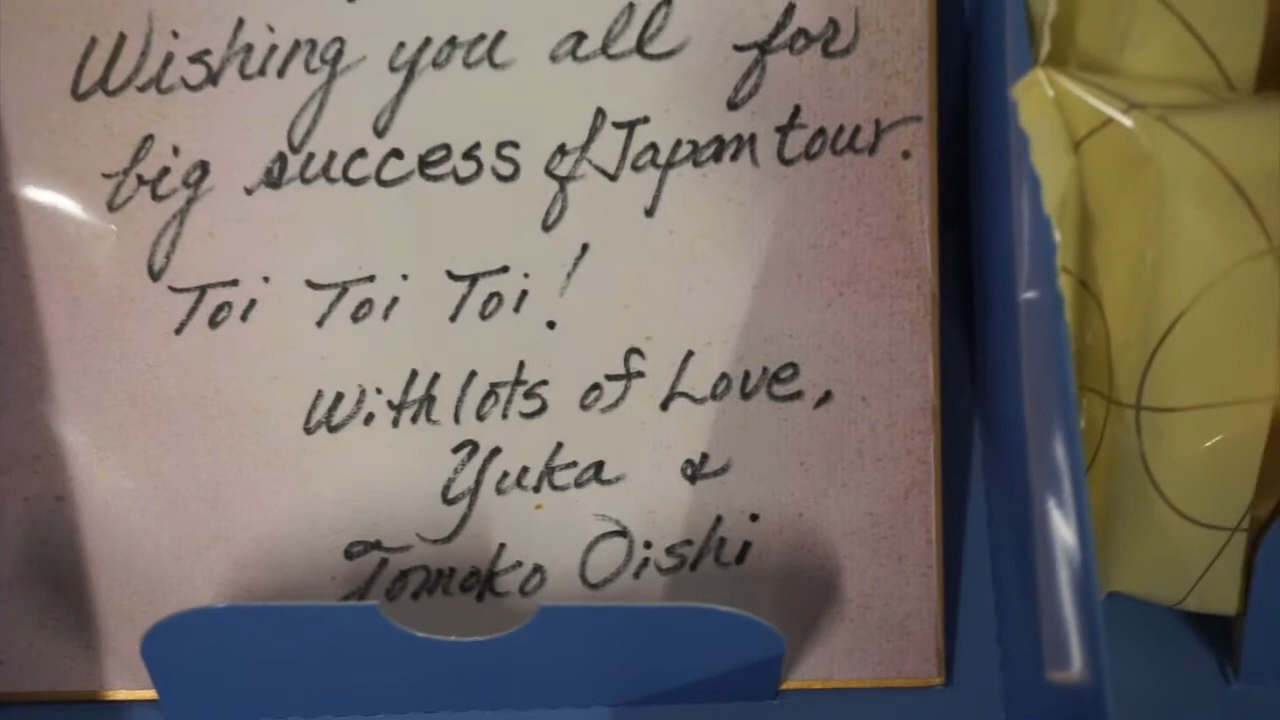 Wishing you all for
big success of Japan tour.
Toi Toi Toi!
With lots of Love,
Yuka &
Tomoko Oishi